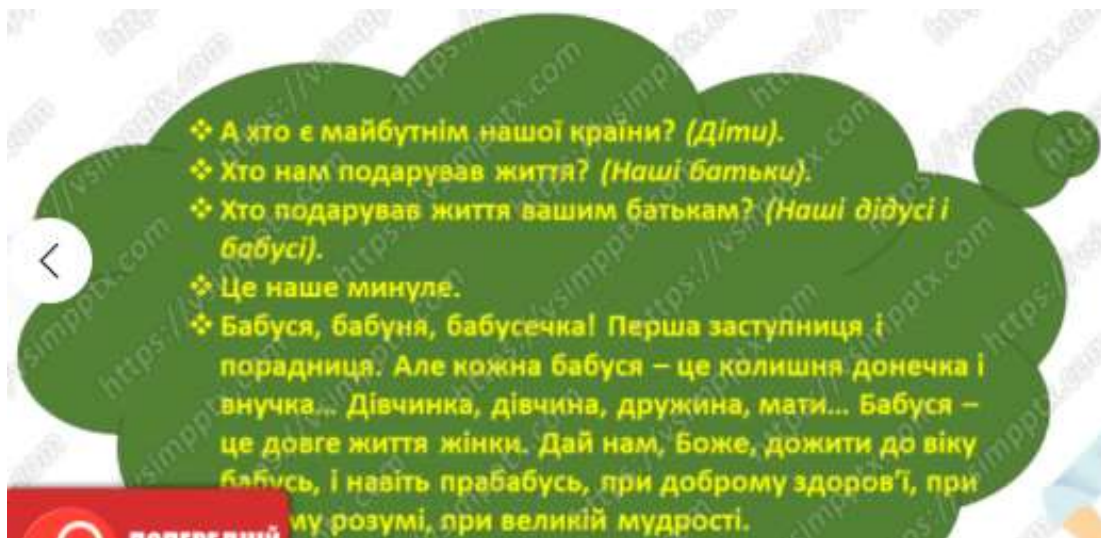 ❖ А хто є майбутнім нашої країни? (Діти).
❖ Хто нам подарував життя? (Наші батьки).
❖ Хто подарував життя вашим батькам? (Наші дідусі і
бабусі).
❖ Це наше минуле.
❖ Бабуся, бабуня, бабусечка! Перша заступниця і
порадниця. Але кожна бабуся – це колишня донечка і
внучка... Дівчинка, дівчина, дружина, мати... Бабуся –
це довге життя жінки. Дай нам, Боже, дожити до віку
бабусь, і навіть прабабусь, при доброму здоров’ї, при
розумі, при великій мудрості.
https://vsimpptx.com